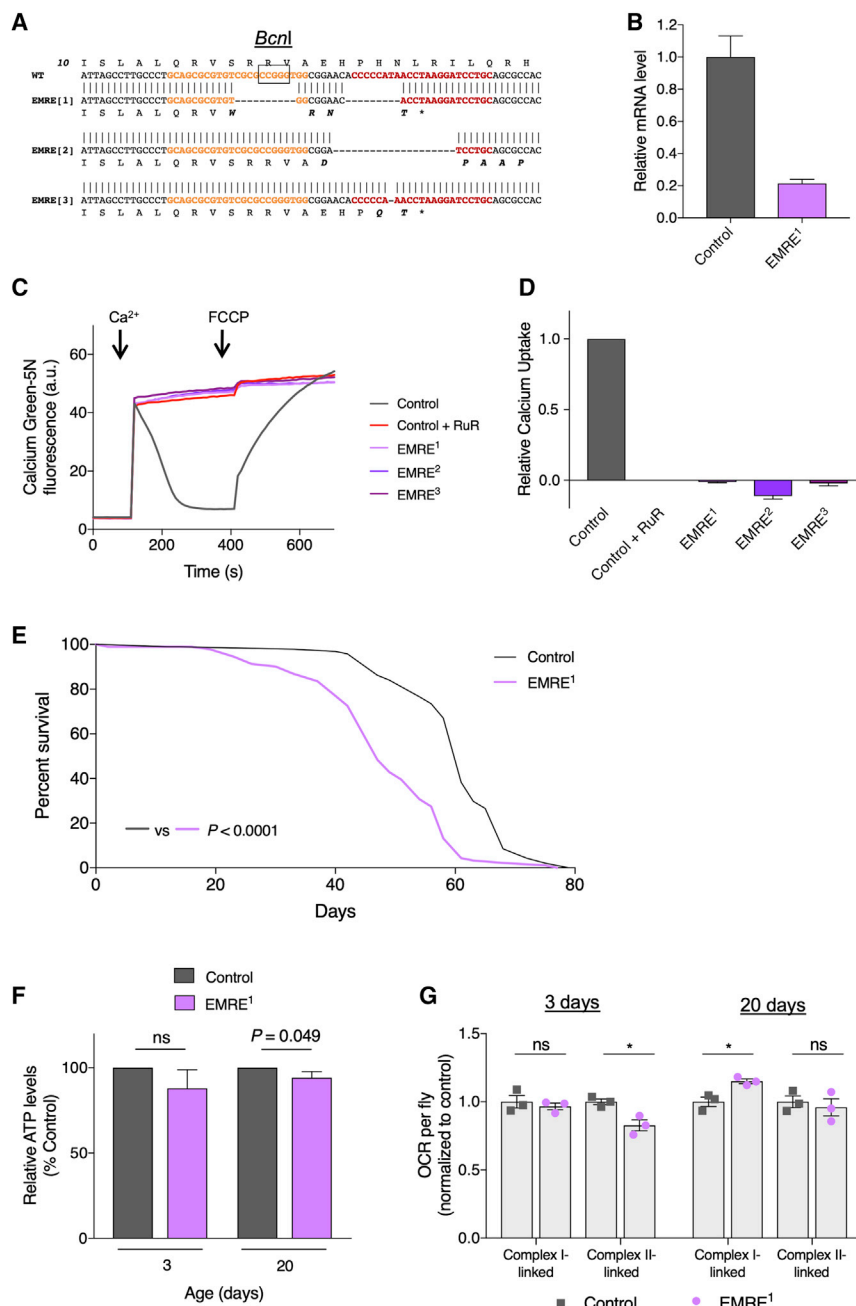 A
BcnI
10 I S L A L Q R V S R R V A E H P H N L R I L Q R H
WT ATTAGCCTTGCCCTGCAGCGCGTGTCGCGCCGGGTGGCGGAACACCCCCATAACCTAAGGATCCTGCAGCGCCAC
EMRE[1] ATTAGCCTTGCCCTGCAGCGCGTGT----------GGCGGAAC---------ACCTAAGGATCCTGCAGCGCCAC
I S L A L Q R V W R N T *
EMRE[2] ATTAGCCTTGCCCTGCAGCGCGTGTCGCGCCGGGTGGCGGA--------------------TCCTGCAGCGCCAC
I S L A L Q R V S R R V A D P A A P
EMRE[3] ATTAGCCTTGCCCTGCAGCGCGTGTCGCGCCGGGTGGCGGAACACCCCCA-AACCTAAGGATCCTGCAGCGCCAC
I S L A L Q R V S R R V A E H P Q T *
B
Relative mRNA level
1.2
1.0
0.8
0.6
0.4
0.2
0
Control
EMRE¹
C
Ca²⁺
FCCP
Calcium Green-5N
fluorescence (a.u.)
60
40
20
0
0 200 400 600
Time (s)
Control
Control + RuR
EMRE¹
EMRE²
EMRE³
D
Relative Calcium Uptake
1.0
0.5
0.0
Control
Control + RuR
EMRE¹
EMRE²
EMRE³
E
Percent survival
100
80
60
40
20
0
0 20 40 60 80
Days
Control
EMRE¹
vs P < 0.0001
F
Control
EMRE¹
ns
P = 0.049
Relative ATP levels
(% Control)
100
50
0
3 20
Age (days)
G
3 days 20 days
ns * * ns
OCR per fly
(normalized to control)
1.5
1.0
0.5
0.0
Complex I-
linked
Complex II-
linked
Complex I-
linked
Complex II-
linked
Control EMRE¹